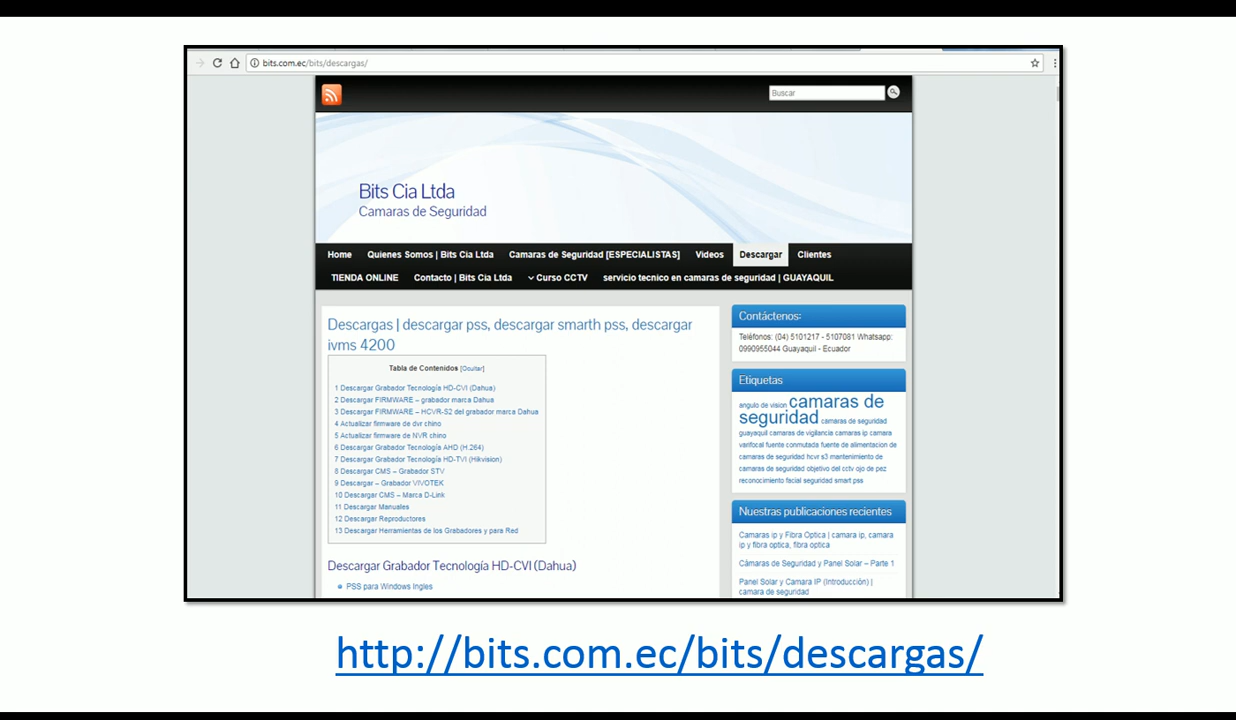 bits.com.ec/bits/descargas/
Buscar
Bits Cia Ltda
Camaras de Seguridad
Home Quienes Somos | Bits Cia Ltda Camaras de Seguridad [ESPECIALISTAS] Videos Descargar Clientes
TIENDA ONLINE Contacto | Bits Cia Ltda Curso CCTV servicio tecnico en camaras de seguridad | GUAYAQUIL
Descargas | descargar pss, descargar smarth pss, descargar
ivms 4200
Tabla de Contenidos [Ocultar]
1 Descargar Grabador Tecnología HD-CVI (Dahua)
2 Descargar FIRMWARE – grabador marca Dahua
3 Descargar FIRMWARE – HCVR-S2 del grabador marca Dahua
4 Actualizar firmware de dvr chino
5 Actualizar firmware de NVR chino
6 Descargar Grabador Tecnología AHD (H.264)
7 Descargar Grabador Tecnología HD-TVI (Hikvision)
8 Descargar CMS – Grabador STV
9 Descargar – Grabador VIVOTEK
10 Descargar CMS – Marca D-Link
11 Descargar Manuales
12 Descargar Reproductores
13 Descargar Herramientas de los Grabadores y para Red
Descargar Grabador Tecnología HD-CVI (Dahua)
PSS para Windows Ingles
Contáctenos:
Teléfonos: (04) 5101217 - 5107081 Whatsapp:
0990955044 Guayaquil - Ecuador
Etiquetas
angulo de vision camaras de
seguridad camaras de seguridad
guayaquil camaras de vigilancia camaras ip camara
varifocal fuente conmutada fuente de alimentacion de
camaras de seguridad hcvr s3 mantenimiento de
camaras de seguridad objetivo del cctv ojo de pez
reconocimiento facial seguridad smart pss
Nuestras publicaciones recientes
Camaras ip y Fibra Optica | camara ip, camara
ip y fibra optica, fibra optica
Cámaras de Seguridad y Panel Solar – Parte 1
Panel Solar y Camara IP (Introducción) |
camara de seguridad
http://bits.com.ec/bits/descargas/